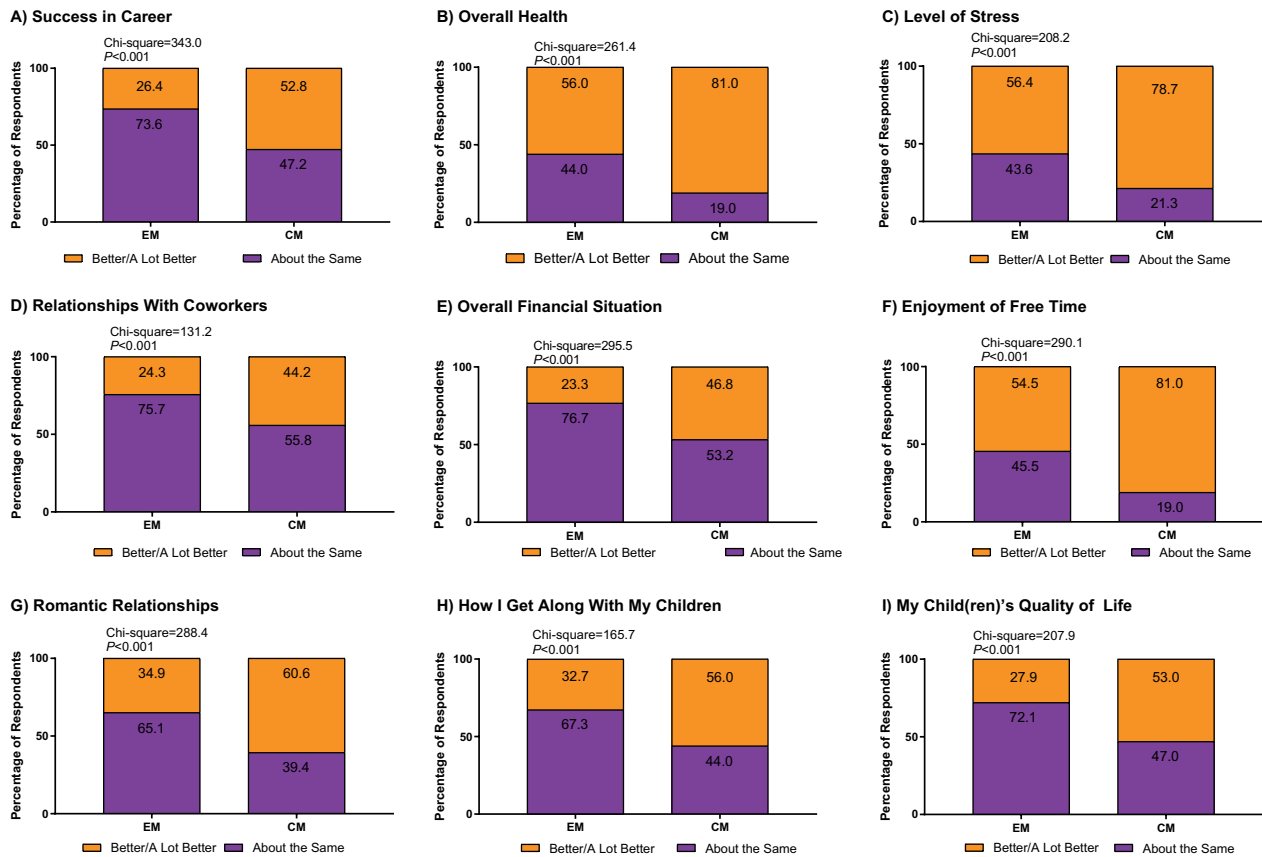 A) Success in Career
Chi-square=343.0
P<0.001
Percentage of Respondents
100
50
0
26.4
73.6
52.8
47.2
EM
CM
Better/A Lot Better
About the Same
B) Overall Health
Chi-square=261.4
P<0.001
Percentage of Respondents
100
50
0
56.0
44.0
81.0
19.0
EM
CM
Better/A Lot Better
About the Same
C) Level of Stress
Chi-square=208.2
P<0.001
Percentage of Respondents
100
50
0
56.4
43.6
78.7
21.3
EM
CM
Better/A Lot Better
About the Same
D) Relationships With Coworkers
Chi-square=131.2
P<0.001
Percentage of Respondents
100
50
0
24.3
75.7
44.2
55.8
EM
CM
Better/A Lot Better
About the Same
E) Overall Financial Situation
Chi-square=295.5
P<0.001
Percentage of Respondents
100
50
0
23.3
76.7
46.8
53.2
EM
CM
Better/A Lot Better
About the Same
F) Enjoyment of Free Time
Chi-square=290.1
P<0.001
Percentage of Respondents
100
50
0
54.5
45.5
81.0
19.0
EM
CM
Better/A Lot Better
About the Same
G) Romantic Relationships
Chi-square=288.4
P<0.001
Percentage of Respondents
100
50
0
34.9
65.1
60.6
39.4
EM
CM
Better/A Lot Better
About the Same
H) How I Get Along With My Children
Chi-square=165.7
P<0.001
Percentage of Respondents
100
50
0
32.7
67.3
56.0
44.0
EM
CM
Better/A Lot Better
About the Same
I) My Child(ren)’s Quality of Life
Chi-square=207.9
P<0.001
Percentage of Respondents
100
50
0
27.9
72.1
53.0
47.0
EM
CM
Better/A Lot Better
About the Same